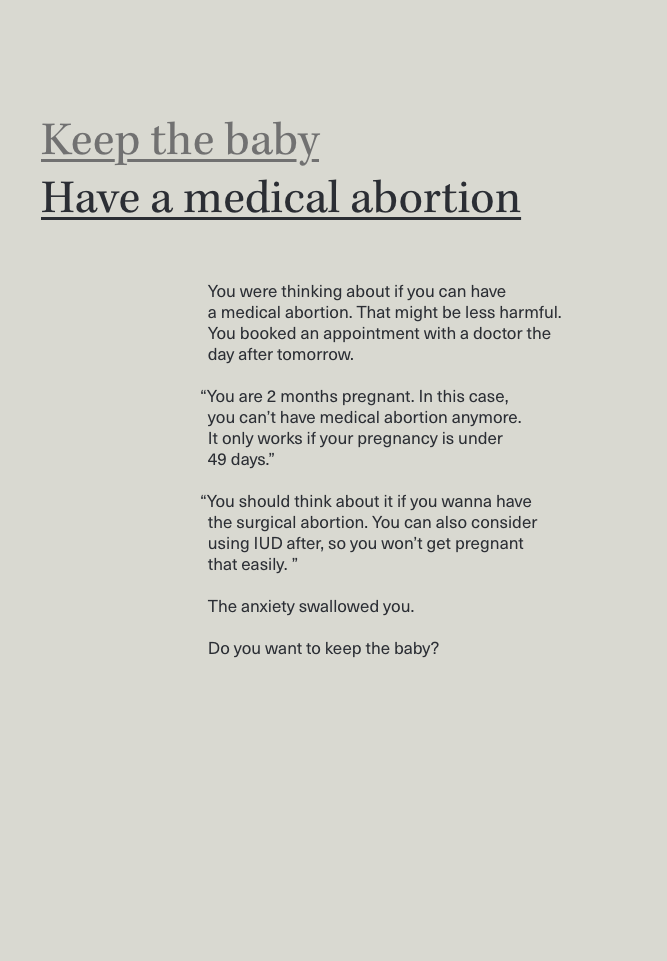 Keep the baby
Have a medical abortion
You were thinking about if you can have
a medical abortion. That might be less harmful.
You booked an appointment with a doctor the
day after tomorrow.
“You are 2 months pregnant. In this case,
you can’t have medical abortion anymore.
It only works if your pregnancy is under
49 days.”
“You should think about it if you wanna have
the surgical abortion. You can also consider
using IUD after, so you won’t get pregnant
that easily. ”
The anxiety swallowed you.
Do you want to keep the baby?